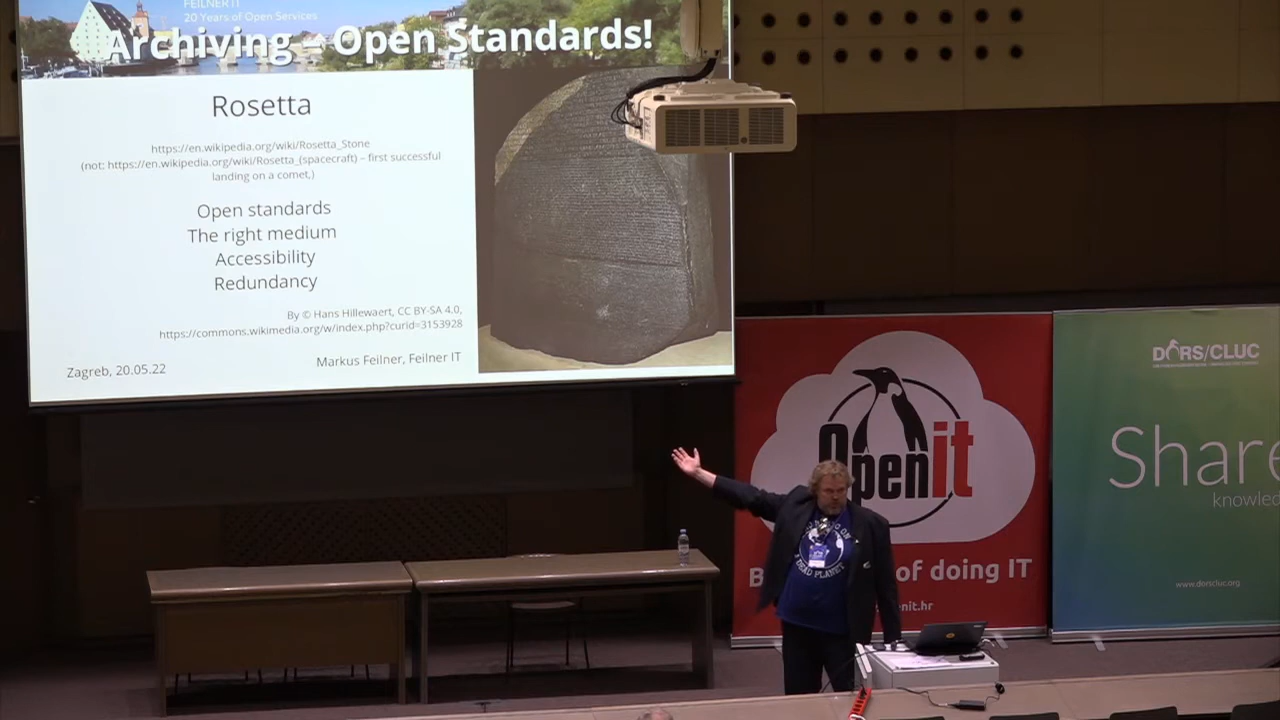 FEILNER IT
20 Years of Open Services
Archiving – Open Standards!
Rosetta
https://en.wikipedia.org/wiki/Rosetta_Stone
(not: https://en.wikipedia.org/wiki/Rosetta_(spacecraft) – first successful
landing on a comet,)
Open standards
The right medium
Accessibility
Redundancy
By © Hans Hillewaert, CC BY-SA 4.0,
https://commons.wikimedia.org/w/index.php?curid=3153928
Zagreb, 20.05.22
Markus Feilner, Feilner IT
Openit
of doing IT
enit.hr
DORS/CLUC
Share
knowled
www.dorscluc.org
ON
A DEAD PLANET